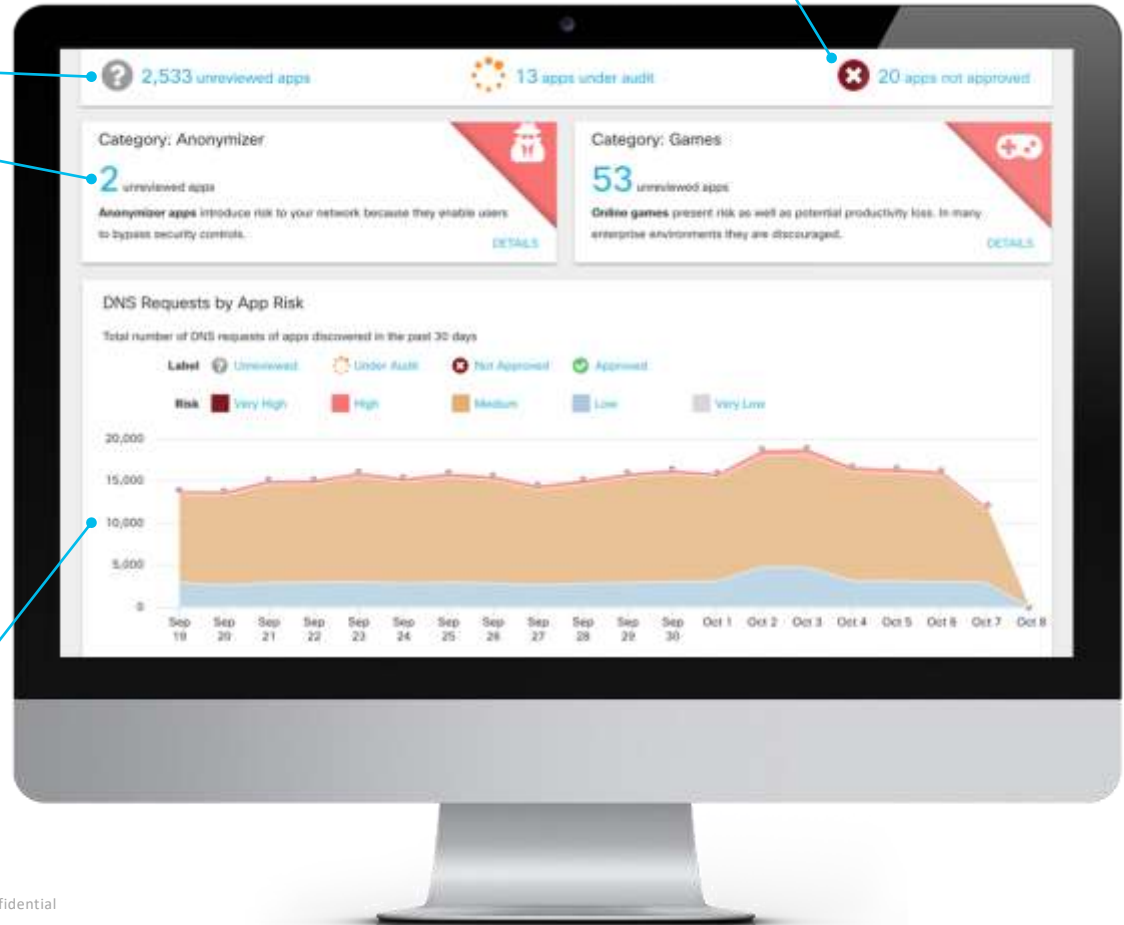 2,533 unreviewed apps
13 apps under audit
20 apps not approved
Category: Anonymizer
2 unreviewed apps
Anonymizer apps introduce risk to your network because they enable users
to bypass security controls.
DETAILS
Category: Games
53 unreviewed apps
Online games present risk as well as potential productivity loss. In many
enterprise environments they are discouraged.
DETAILS
DNS Requests by App Risk
Total number of DNS requests of apps discovered in the past 30 days
Label Unreviewed Under Audit Not Approved Approved
Risk Very High High Medium Low Very Low
20,000
15,000
10,000
5,000
0
Sep 19 Sep 20 Sep 21 Sep 22 Sep 23 Sep 24 Sep 25 Sep 26 Sep 27 Sep 28 Sep 29 Sep 30 Oct 1 Oct 2 Oct 3 Oct 4 Oct 5 Oct 6 Oct 7 Oct 8
fidential